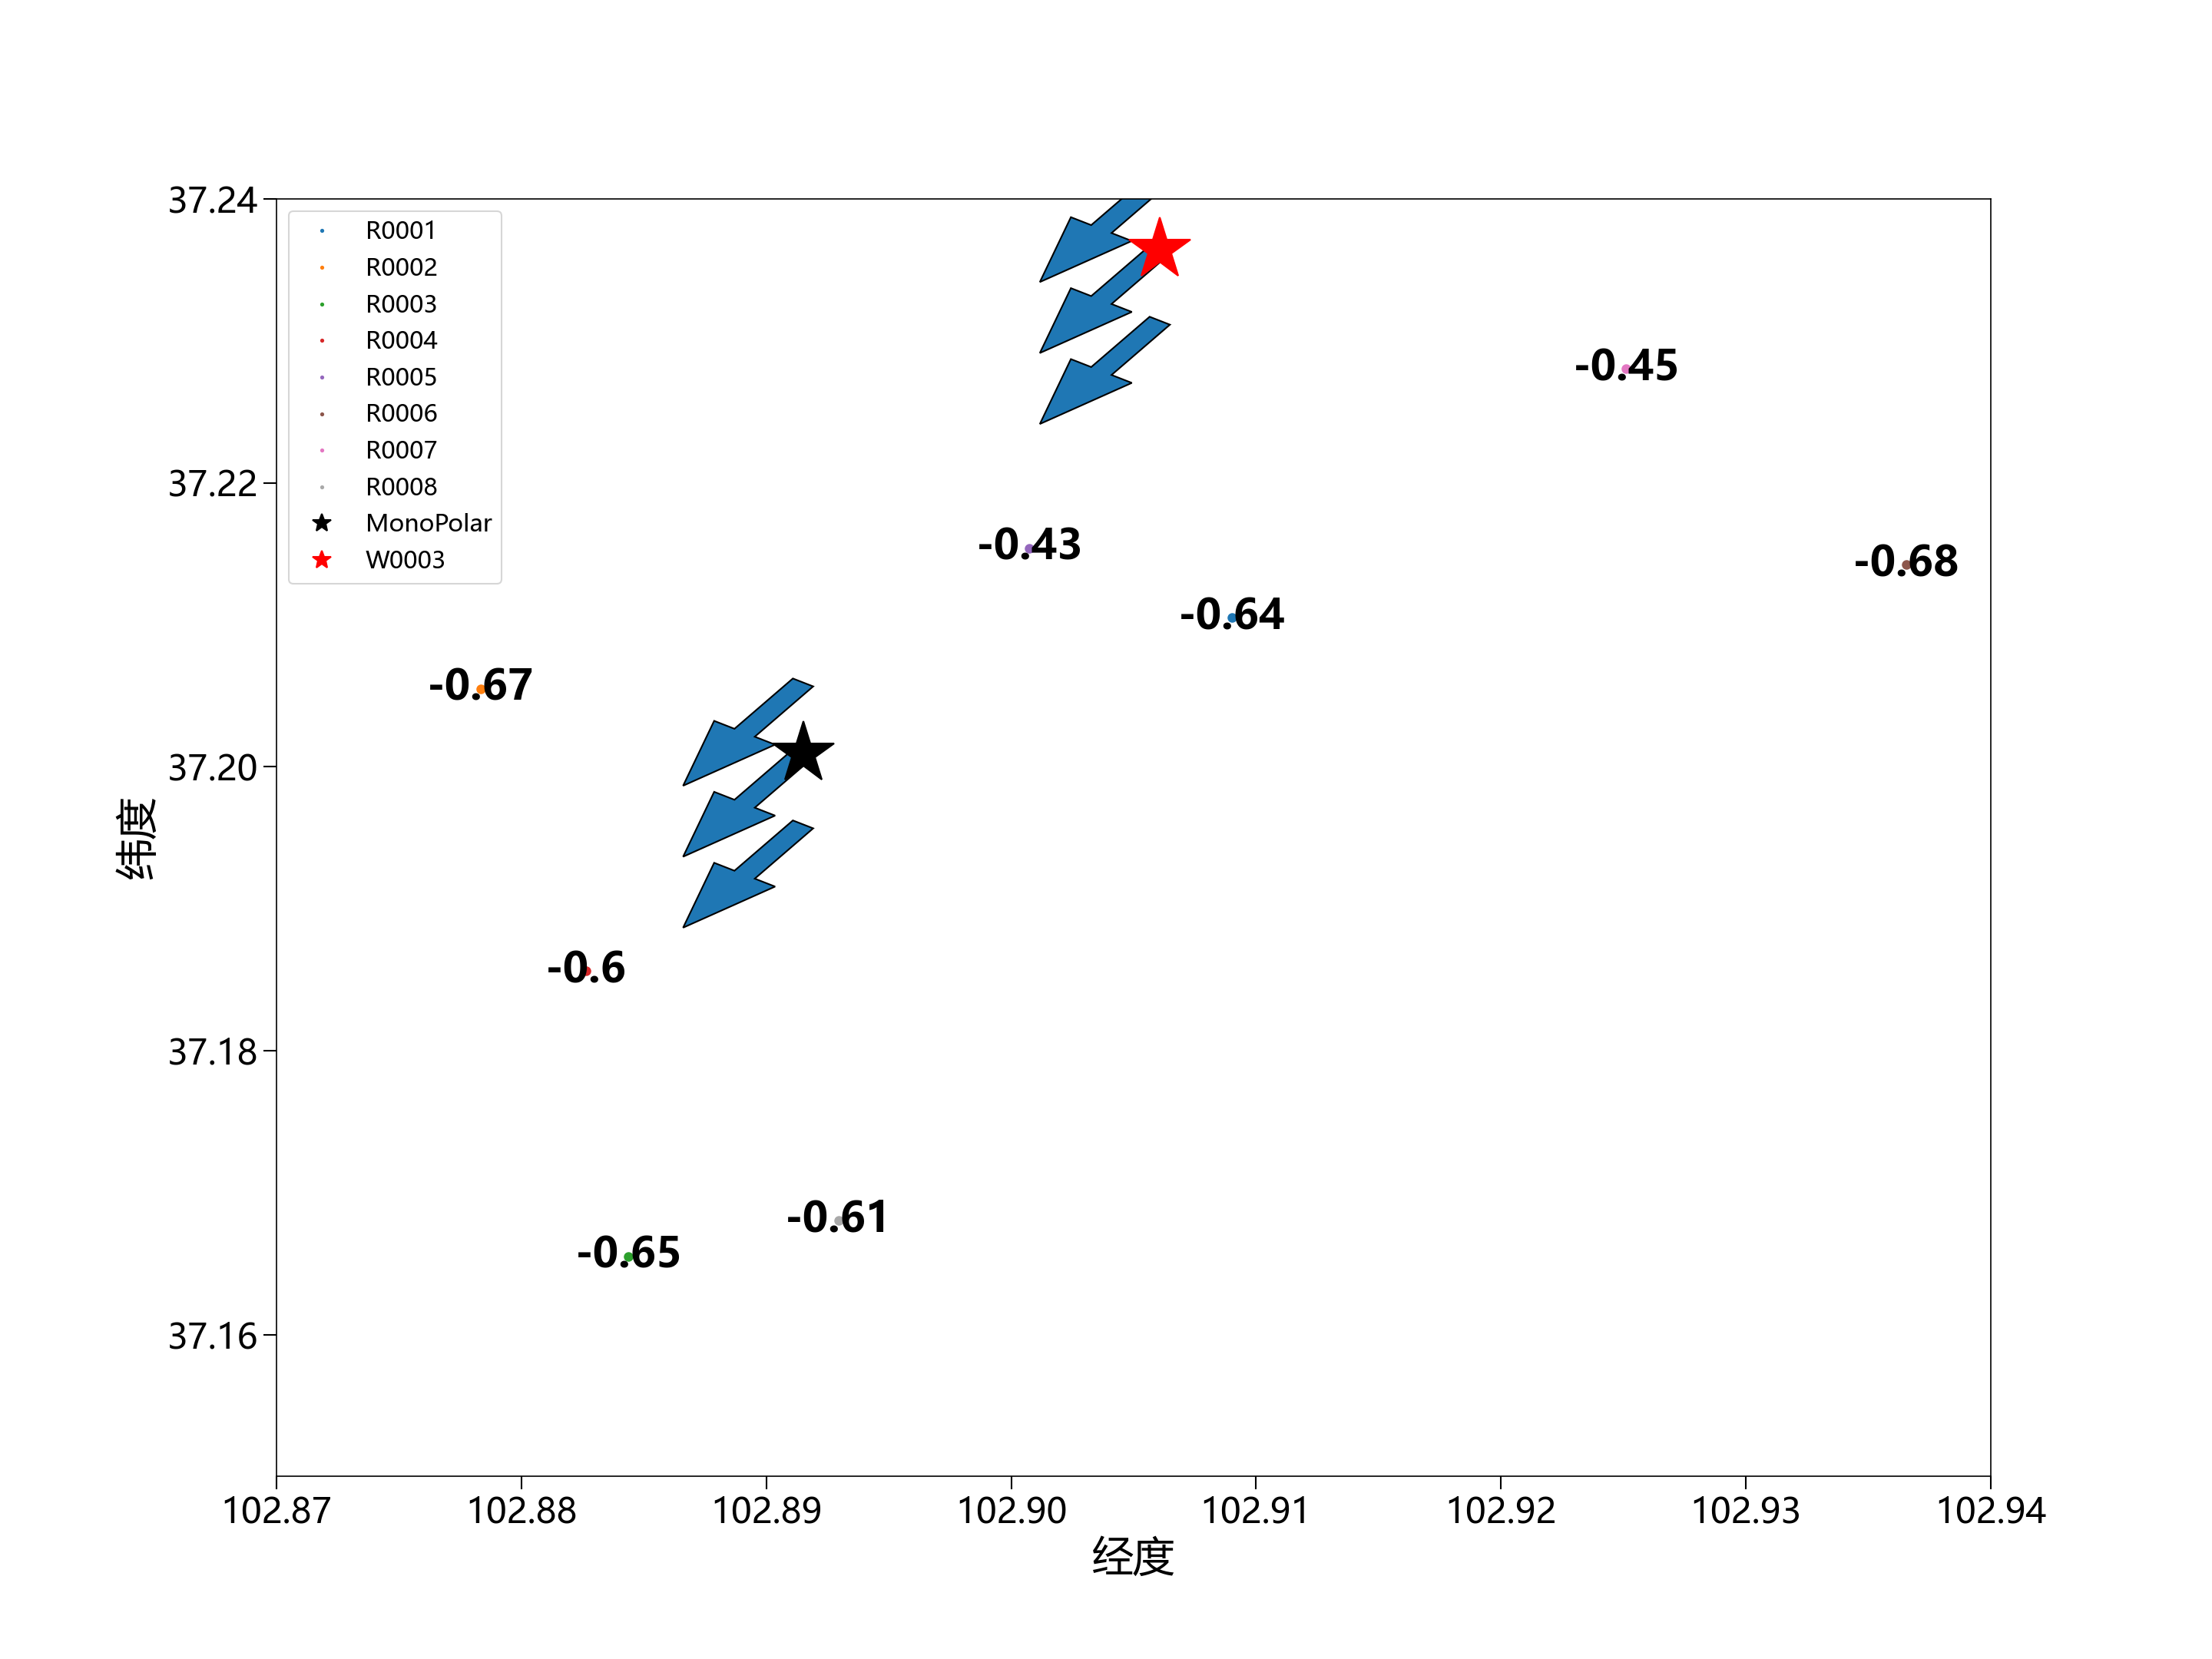 37.24
37.22
37.20
37.18
37.16
纬度
R0001
R0002
R0003
R0004
R0005
R0006
R0007
R0008
MonoPolar
W0003
-0.45
-0.43
-0.68
-0.64
-0.67
-0.6
-0.61
-0.65
102.87 102.88 102.89 102.90 102.91 102.92 102.93 102.94
经度